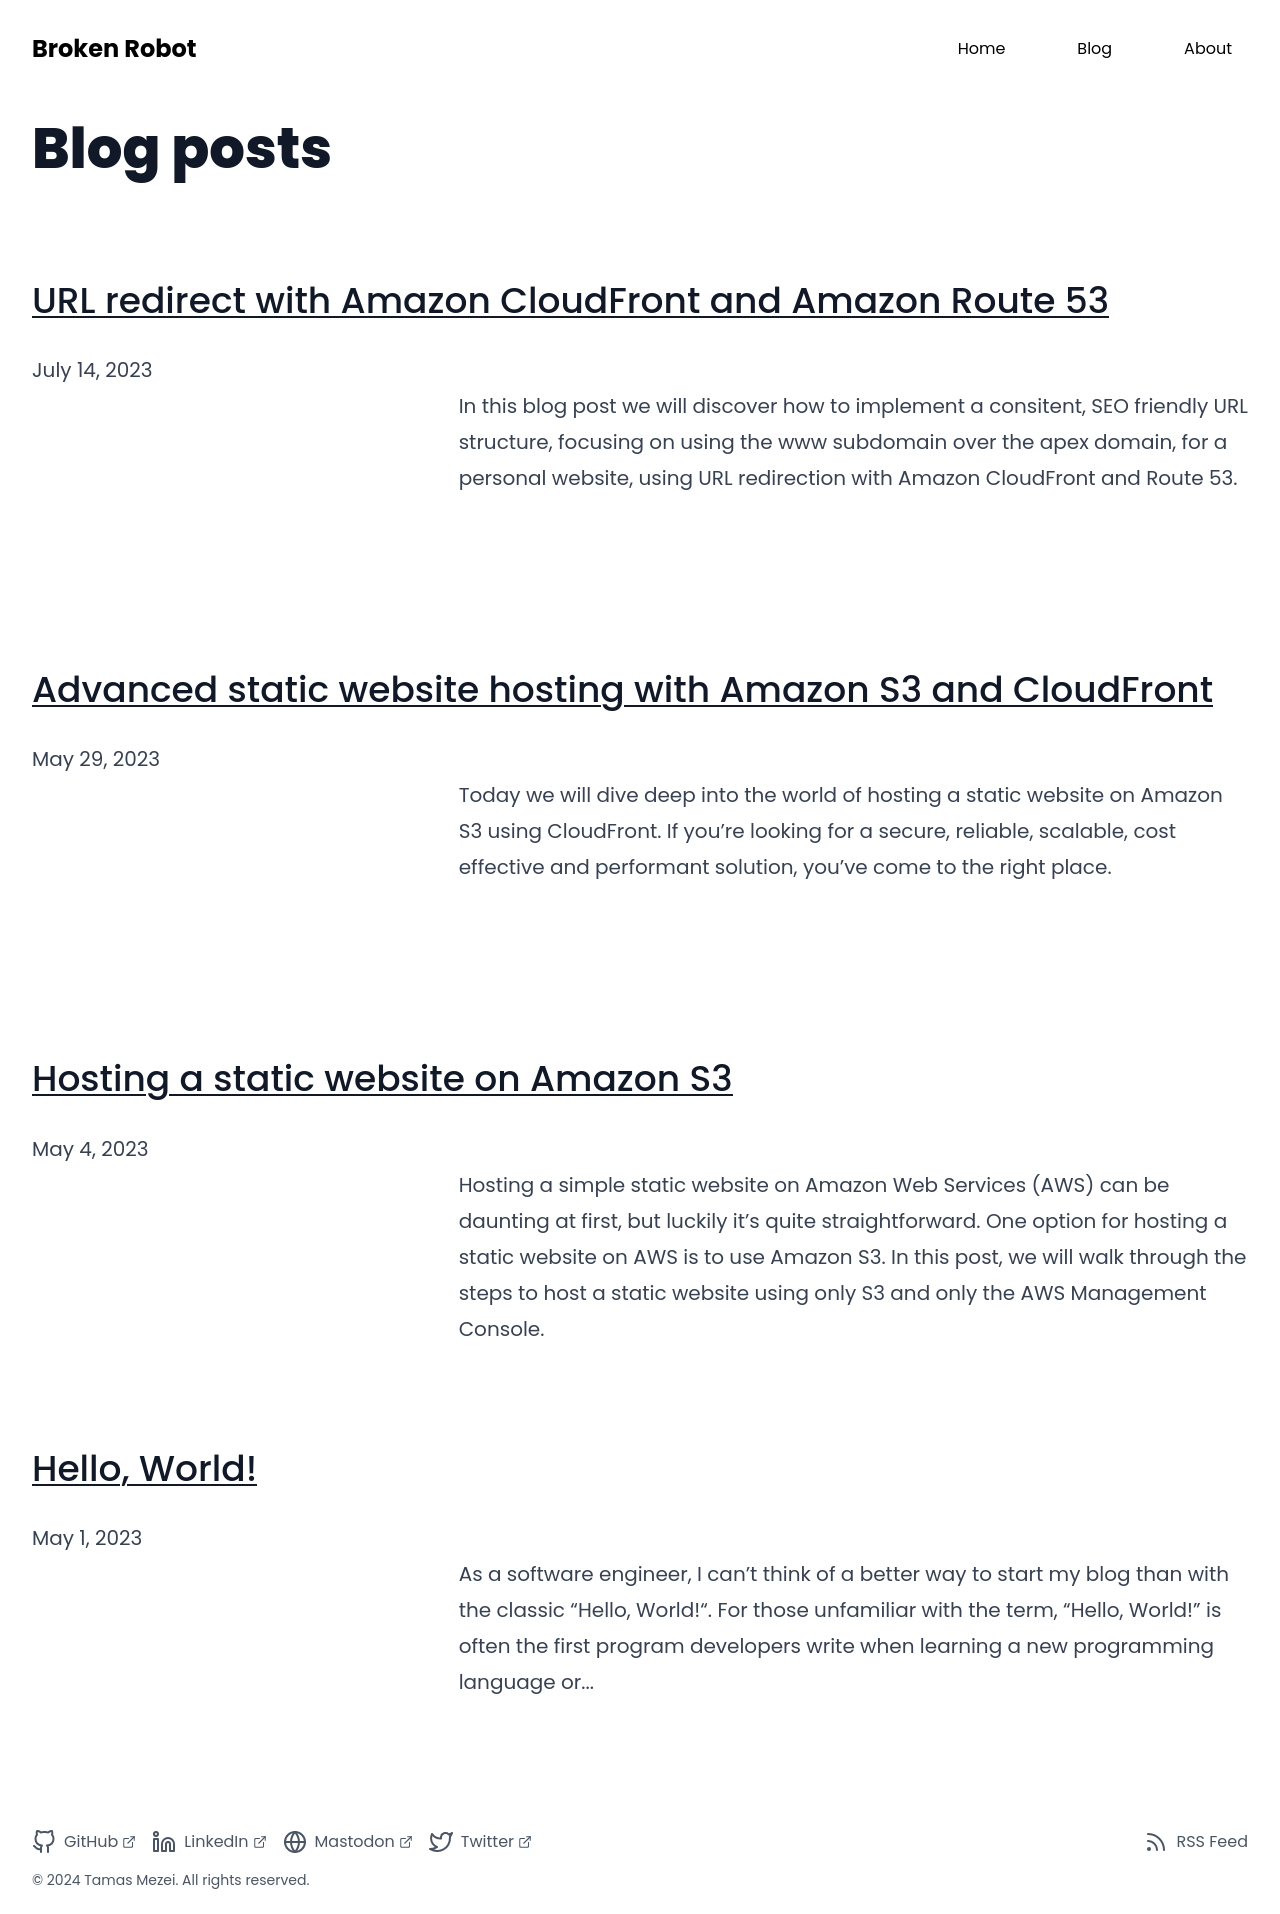 Broken Robot
Home
Blog
About
Blog posts
URL redirect with Amazon CloudFront and Amazon Route 53
July 14, 2023
In this blog post we will discover how to implement a consitent, SEO friendly URL
structure, focusing on using the www subdomain over the apex domain, for a
personal website, using URL redirection with Amazon CloudFront and Route 53.
Advanced static website hosting with Amazon S3 and CloudFront
May 29, 2023
Today we will dive deep into the world of hosting a static website on Amazon
S3 using CloudFront. If you’re looking for a secure, reliable, scalable, cost
effective and performant solution, you’ve come to the right place.
Hosting a static website on Amazon S3
May 4, 2023
Hosting a simple static website on Amazon Web Services (AWS) can be
daunting at first, but luckily it’s quite straightforward. One option for hosting a
static website on AWS is to use Amazon S3. In this post, we will walk through the
steps to host a static website using only S3 and only the AWS Management
Console.
Hello, World!
May 1, 2023
As a software engineer, I can’t think of a better way to start my blog than with
the classic “Hello, World!“. For those unfamiliar with the term, “Hello, World!” is
often the first program developers write when learning a new programming
language or...
GitHub
LinkedIn
Mastodon
Twitter
RSS Feed
© 2024 Tamas Mezei. All rights reserved.